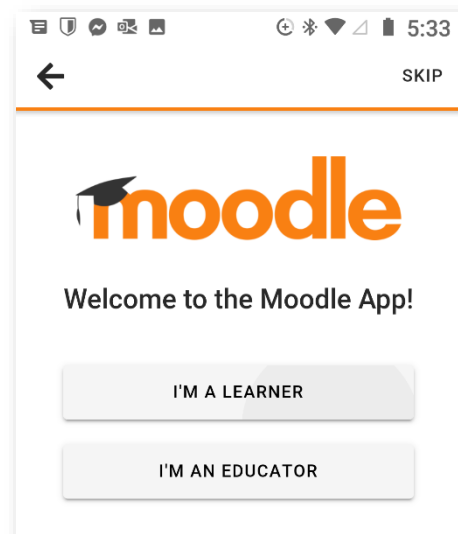 5:33
SKIP
moodle
Welcome to the Moodle App!
I'M A LEARNER
I'M AN EDUCATOR